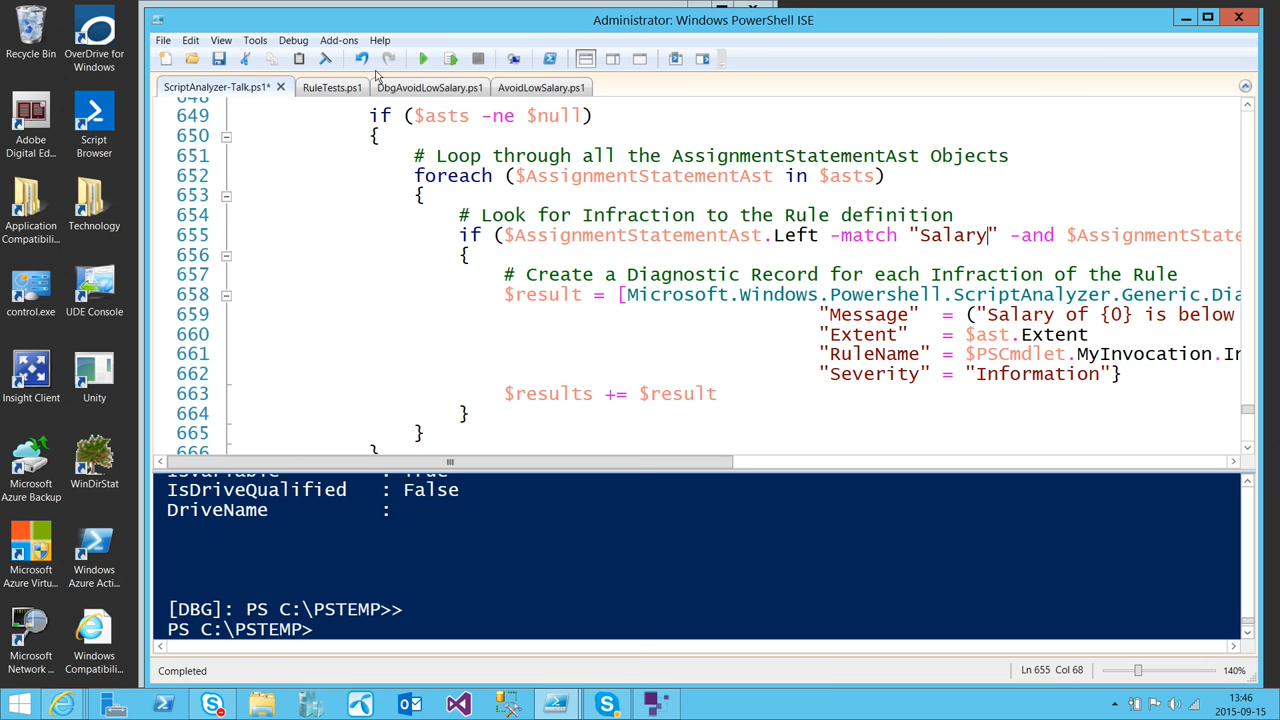 Administrator: Windows PowerShell ISE
File Edit View Tools Debug Add-ons Help
ScriptAnalyzer-Talk.ps1* RuleTests.ps1 DbgAvoidLowSalary.ps1 AvoidLowSalary.ps1
648
649 if ($asts -ne $null)
650 {
651 # Loop through all the AssignmentStatementAst Objects
652 foreach ($AssignmentStatementAst in $asts)
653 {
654 # Look for Infraction to the Rule definition
655 if ($AssignmentStatementAst.Left -match "Salary" -and $AssignmentState
656 {
657 # Create a Diagnostic Record for each Infraction of the Rule
658 $result = [Microsoft.Windows.Powershell.ScriptAnalyzer.Generic.Dia
659 "Message" = ("Salary of {0} is below
660 "Extent" = $ast.Extent
661 "RuleName" = $PSCmdlet.MyInvocation.In
662 "Severity" = "Information"}
663 $results += $result
664 }
665 }
666 }
IsVariable : True
IsDriveQualified : False
DriveName :
[DBG]: PS C:\PSTEMP>>
PS C:\PSTEMP>
Completed
Ln 655 Col 68
140%
Recycle Bin
OverDrive for Windows
Adobe Digital Ed...
Script Browser
Application Compatibili...
Technology
control.exe
UDE Console
Insight Client
Unity
Microsoft Azure Backup
WinDirStat
Microsoft Azure Virtu...
Windows Azure Acti...
Microsoft Network ...
Windows Compatibili...
13:46
2015-09-15